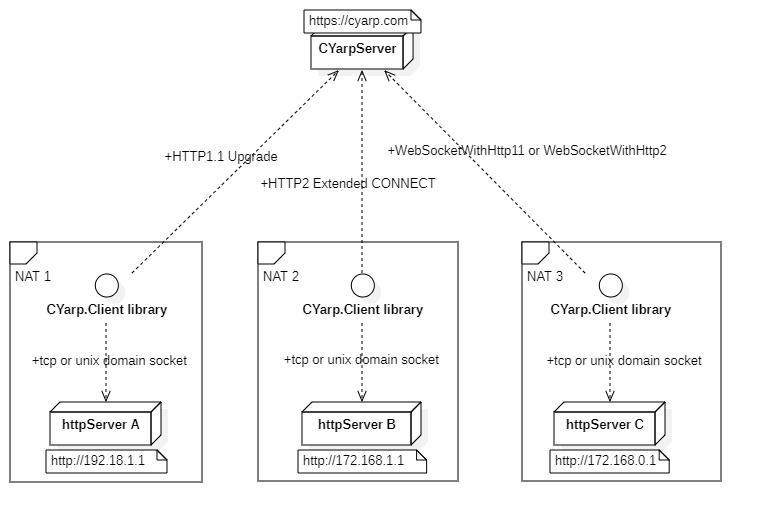 https://cyarp.com
CYarpServer
+HTTP1.1 Upgrade
+WebSocketWithHttp11 or WebSocketWithHttp2
+HTTP2 Extended CONNECT
NAT 1
NAT 2
NAT 3
CYarp.Client library
CYarp.Client library
CYarp.Client library
+tcp or unix domain socket
+tcp or unix domain socket
+tcp or unix domain socket
httpServer A
httpServer B
httpServer C
http://192.18.1.1
http://172.168.1.1
http://172.168.0.1